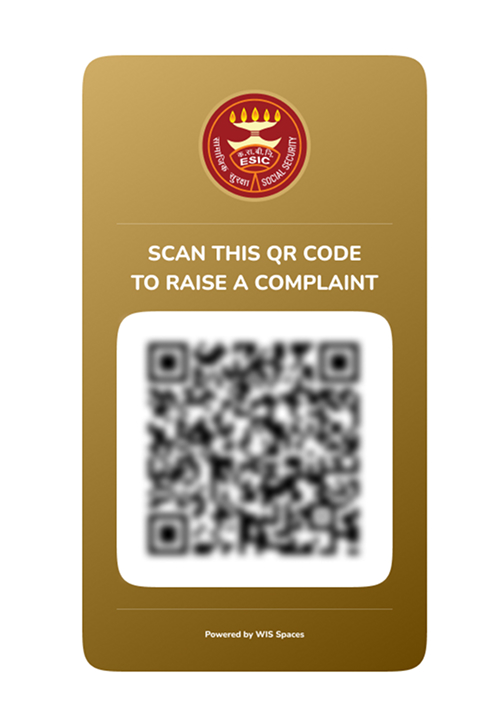 क.रा.बी.नि.
ESIC
सामाजिक सुरक्षा
SOCIAL SECURITY
SCAN THIS QR CODE
TO RAISE A COMPLAINT
Powered by WIS Spaces